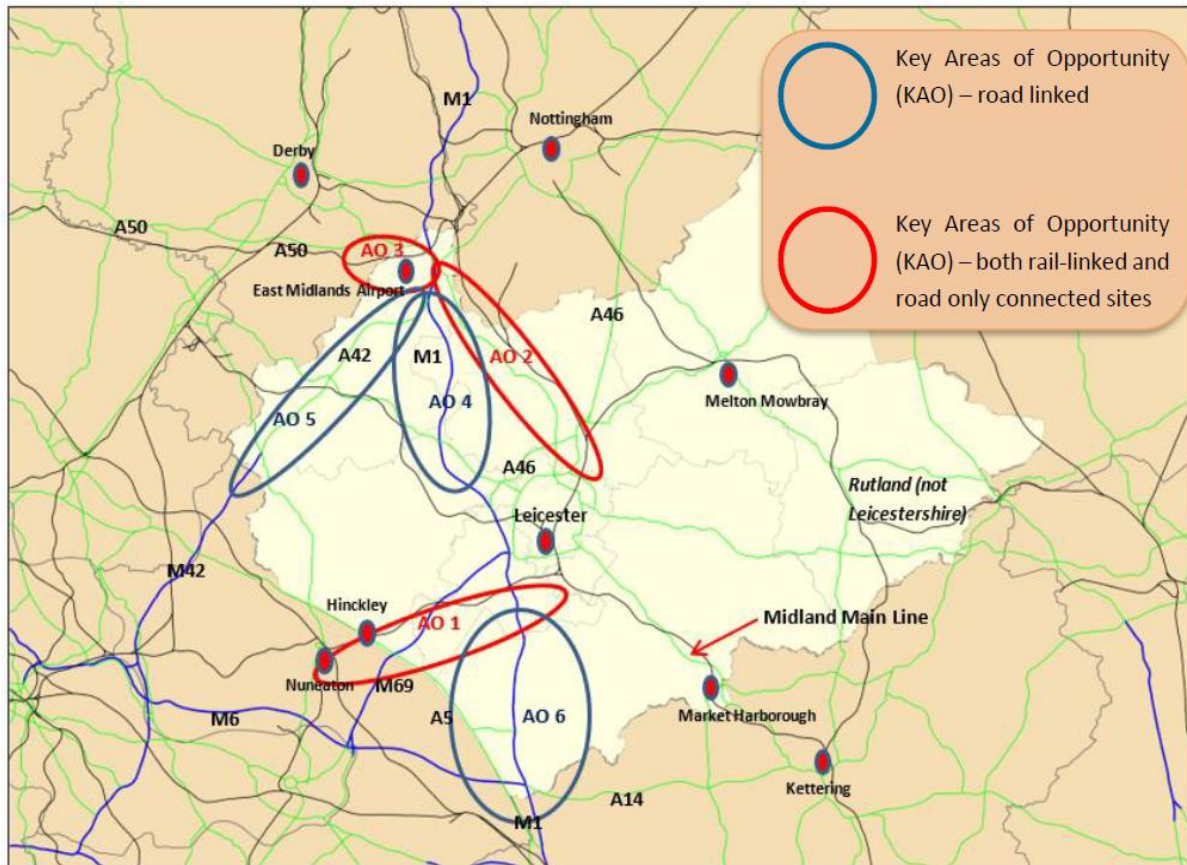 Key Areas of Opportunity
(KAO) – road linked
Key Areas of Opportunity
(KAO) – both rail-linked and
road only connected sites
M1
Nottingham
Derby
A50
A50
AO 3
East Midlands Airport
A46
A42
M1
AO 2
AO 5
AO 4
Melton Mowbray
A46
Rutland (not
Leicestershire)
Leicester
M42
Hinckley
AO 1
Midland Main Line
Nuneaton
M69
M6
A5
AO 6
Market Harborough
A14
Kettering
M1